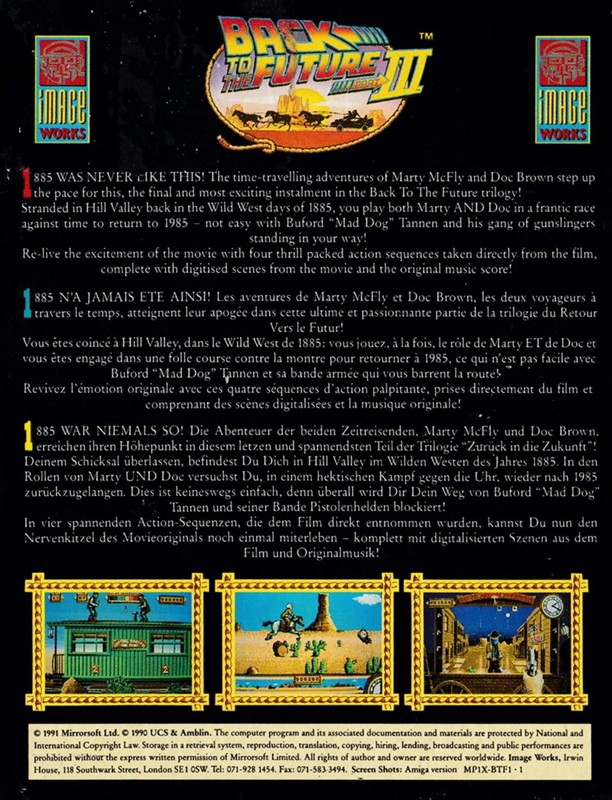 BACK
TO THE FUTURE
PART III
TM
iMAGE
WORKS
iMAGE
WORKS
1885 WAS NEVER LIKE THIS! The time-travelling adventures of Marty McFly and Doc Brown step up
the pace for this, the final and most exciting instalment in the Back To The Future trilogy!
Stranded in Hill Valley back in the Wild West days of 1885, you play both Marty AND Doc in a frantic race
against time to return to 1985 – not easy with Buford "Mad Dog" Tannen and his gang of gunslingers
standing in your way!
Re-live the excitement of the movie with four thrill packed action sequences taken directly from the film,
complete with digitised scenes from the movie and the original music score!
1885 N'A JAMAIS ETE AINSI! Les aventures de Marty McFly et Doc Brown, les deux voyageurs à
travers le temps, atteignent leur apogée dans cette ultime et passionnante partie de la trilogie du Retour
Vers le Futur!
Vous êtes coincé à Hill Valley, dans le Wild West de 1885: vous jouez, à la fois, le rôle de Marty ET de Doc et
vous êtes engagé dans une folle course contre la montre pour retourner à 1985, ce qui n'est pas facile avec
Buford "Mad Dog" Tannen et sa bande armée qui vous barrent la route!
Revivez l'émotion originale avec ces quatre séquences d'action palpitante, prises directement du film et
comprenant des scènes digitalisées et la musique originale!
1885 WAR NIEMALS SO! Die Abenteuer der beiden Zeitreisenden, Marty McFly und Doc Brown,
erreichen ihren Höhepunkt in diesem letzen und spannendsten Teil der Trilogie "Zurück in die Zukunft"!
Deinem Schicksal überlassen, befindest Du Dich in Hill Valley im Wilden Westen des Jahres 1885. In den
Rollen von Marty UND Doc versuchst Du, in einem hektischen Kampf gegen die Uhr, wieder nach 1985
zurückzugelangen. Dies ist keineswegs einfach, denn überall wird Dir Dein Weg von Buford "Mad Dog"
Tannen und seiner Bande Pistolenhelden blockiert!
In vier spannenden Action-Sequenzen, die dem Film direkt entnommen wurden, kannst Du nun den
Nervenkitzel des Movieoriginals noch einmal miterleben – komplett mit digitalisierten Szenen aus dem
Film und Originalmusik!
© 1991 Mirrorsoft Ltd. © 1990 UCS & Amblin. The computer program and its associated documentation and materials are protected by National and
International Copyright Law. Storage in a retrieval system, reproduction, translation, copying, hiring, lending, broadcasting and public performances are
prohibited without the express written permission of Mirrorsoft Limited. All rights of author and owner are reserved worldwide. Image Works, Irwin
House, 118 Southwark Street, London SE1 0SW. Tel: 071-928 1454. Fax: 071-583-3494. Screen Shots: Amiga version MP1X-BTF1 · 1